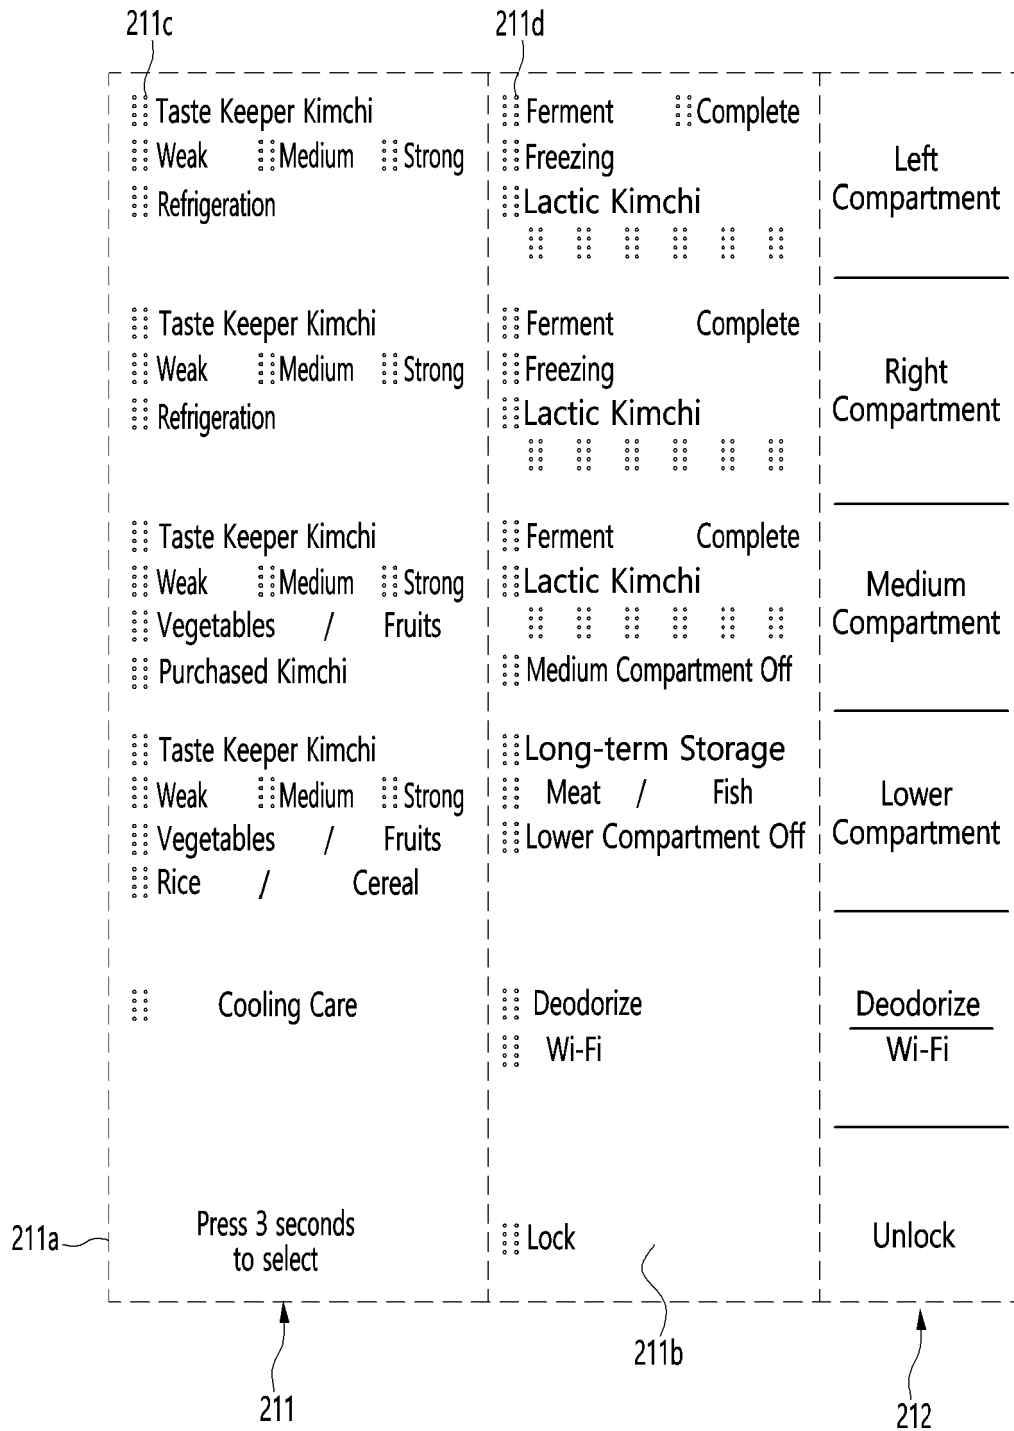 211c 211d
Taste Keeper Kimchi Ferment Complete
Weak Medium Strong Freezing Left
Refrigeration Lactic Kimchi Compartment
Taste Keeper Kimchi Ferment Complete
Weak Medium Strong Freezing Right
Refrigeration Lactic Kimchi Compartment
Taste Keeper Kimchi Ferment Complete
Weak Medium Strong Lactic Kimchi Medium
Vegetables / Fruits Compartment
Purchased Kimchi Medium Compartment Off
Taste Keeper Kimchi Long-term Storage
Weak Medium Strong Meat / Fish Lower
Vegetables / Fruits Lower Compartment Off Compartment
Rice / Cereal
Cooling Care Deodorize Deodorize
Wi-Fi Wi-Fi
Press 3 seconds
211a to select Lock Unlock
211b
211 212